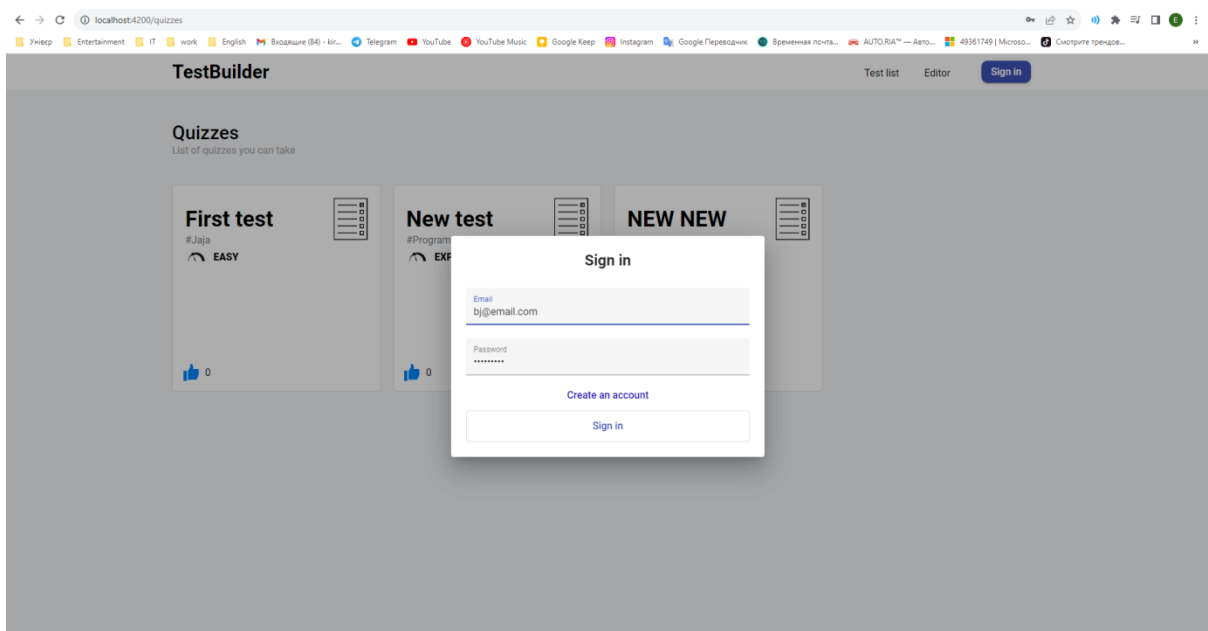 localhost:4200/quizzes
Універ Entertainment IT work English Входящие (84) - kir... Telegram YouTube YouTube Music Google Keep Instagram Google Переводчик Временная почта... AUTO.RIA™ — Авто... 49361749 | Microso... Смотрите трендов... »
TestBuilder Test list Editor Sign in
Quizzes
List of quizzes you can take
First test New test NEW NEW
#Jaja #Program
EASY EXP
Sign in
Email
bj@email.com
Password
•••••••••
0 0
Create an account
Sign in